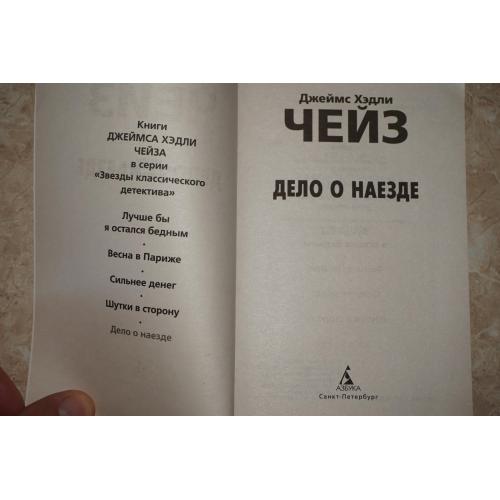 Книги
ДЖЕЙМСА ХЭДЛИ
ЧЕЙЗА
в серии
«Звезды классического
детектива»
Лучше бы
я остался бедным
•
Весна в Париже
•
Сильнее денег
•
Шутки в сторону
•
Дело о наезде
Джеймс Хэдли
ЧЕЙЗ
ДЕЛО О НАЕЗДЕ
АЗБУКА
Санкт-Петербург